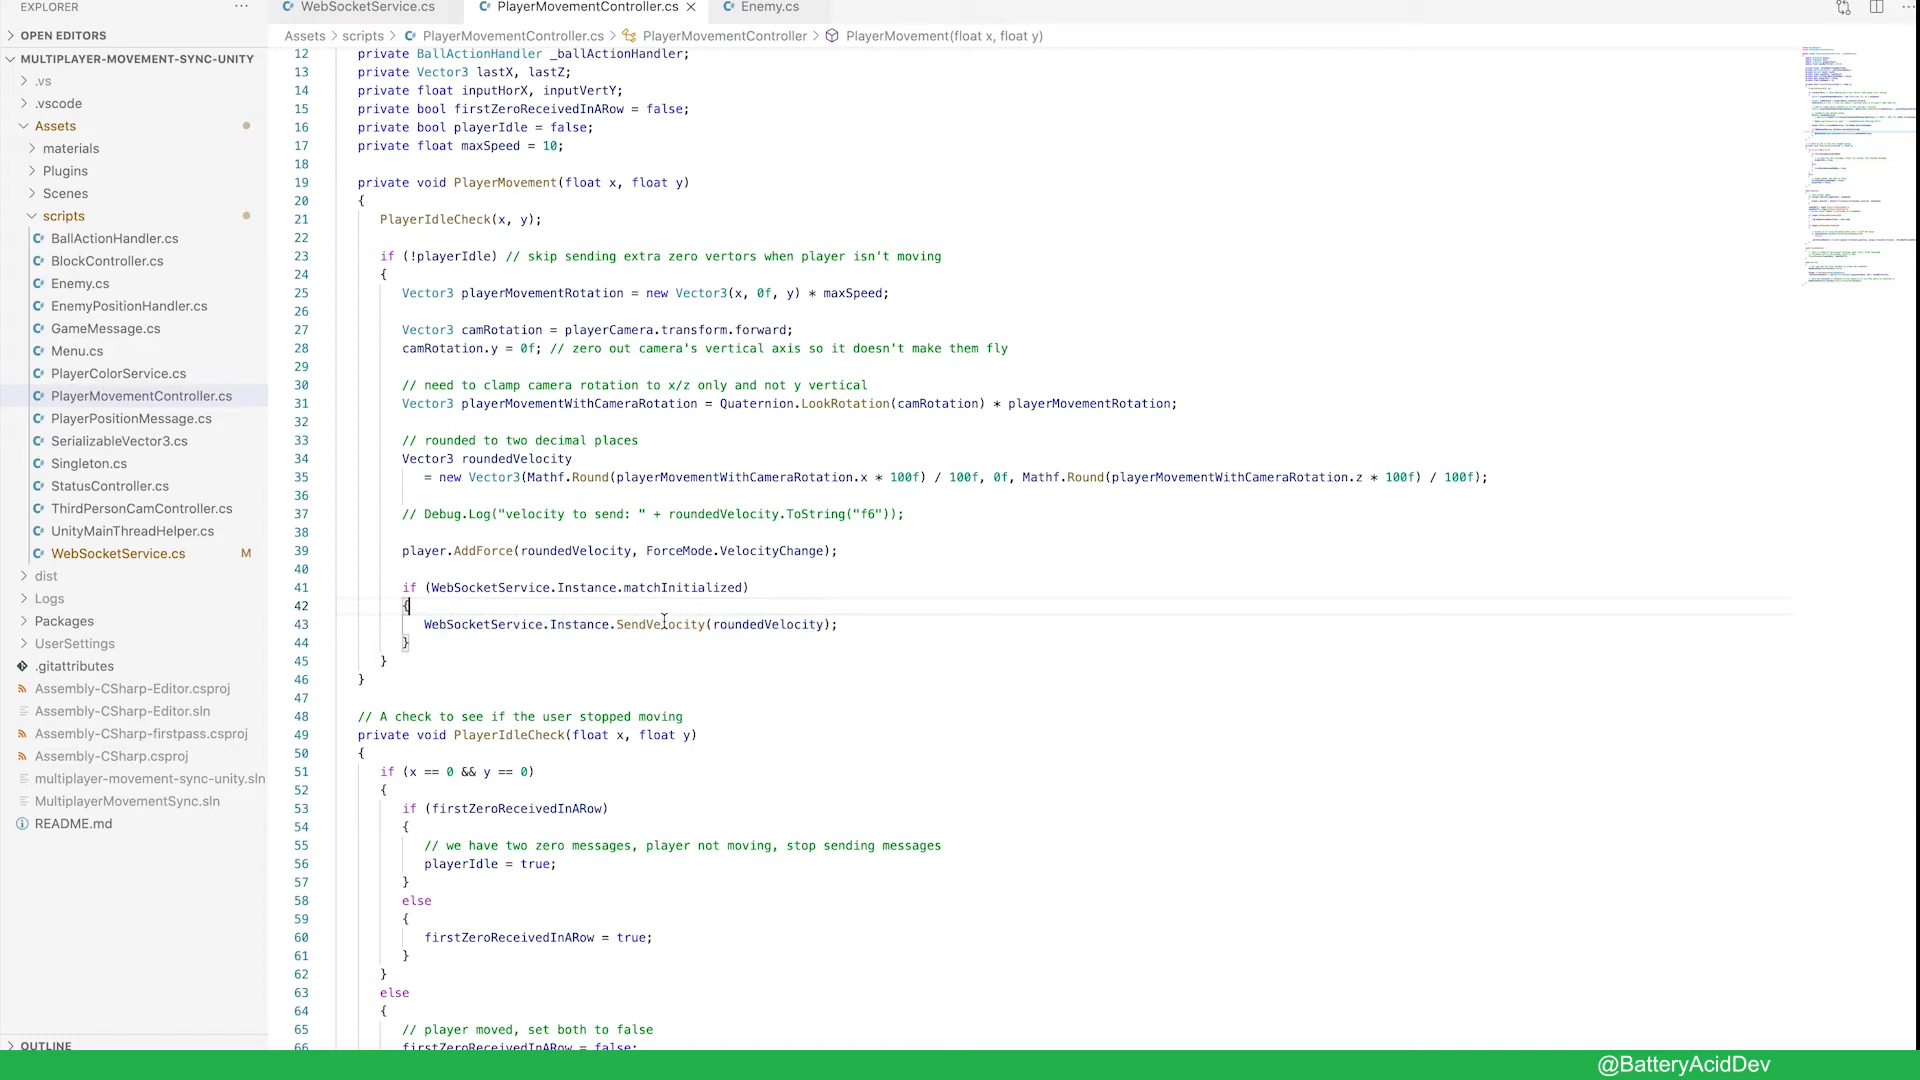 EXPLORER
···
WebSocketService.cs
PlayerMovementController.cs
Enemy.cs
OPEN EDITORS
Assets > scripts > PlayerMovementController.cs > PlayerMovementController > PlayerMovement(float x, float y)
MULTIPLAYER-MOVEMENT-SYNC-UNITY
.vs
.vscode
Assets
materials
Plugins
Scenes
scripts
BallActionHandler.cs
BlockController.cs
Enemy.cs
EnemyPositionHandler.cs
GameMessage.cs
Menu.cs
PlayerColorService.cs
PlayerMovementController.cs
PlayerPositionMessage.cs
SerializableVector3.cs
Singleton.cs
StatusController.cs
ThirdPersonCamController.cs
UnityMainThreadHelper.cs
WebSocketService.cs M
dist
Logs
Packages
UserSettings
.gitattributes
Assembly-CSharp-Editor.csproj
Assembly-CSharp-Editor.sln
Assembly-CSharp-firstpass.csproj
Assembly-CSharp.csproj
multiplayer-movement-sync-unity.sln
MultiplayerMovementSync.sln
README.md
OUTLINE
12 private BallActionHandler _ballActionHandler;
13 private Vector3 lastX, lastZ;
14 private float inputHorX, inputVertY;
15 private bool firstZeroReceivedInARow = false;
16 private bool playerIdle = false;
17 private float maxSpeed = 10;
18
19 private void PlayerMovement(float x, float y)
20 {
21 PlayerIdleCheck(x, y);
22
23 if (!playerIdle) // skip sending extra zero vertors when player isn't moving
24 {
25 Vector3 playerMovementRotation = new Vector3(x, 0f, y) * maxSpeed;
26
27 Vector3 camRotation = playerCamera.transform.forward;
28 camRotation.y = 0f; // zero out camera's vertical axis so it doesn't make them fly
29
30 // need to clamp camera rotation to x/z only and not y vertical
31 Vector3 playerMovementWithCameraRotation = Quaternion.LookRotation(camRotation) * playerMovementRotation;
32
33 // rounded to two decimal places
34 Vector3 roundedVelocity
35 = new Vector3(Mathf.Round(playerMovementWithCameraRotation.x * 100f) / 100f, 0f, Mathf.Round(playerMovementWithCameraRotation.z * 100f) / 100f);
36
37 // Debug.Log("velocity to send: " + roundedVelocity.ToString("f6"));
38
39 player.AddForce(roundedVelocity, ForceMode.VelocityChange);
40
41 if (WebSocketService.Instance.matchInitialized)
42 {
43 WebSocketService.Instance.SendVelocity(roundedVelocity);
44 }
45 }
46 }
47
48 // A check to see if the user stopped moving
49 private void PlayerIdleCheck(float x, float y)
50 {
51 if (x == 0 && y == 0)
52 {
53 if (firstZeroReceivedInARow)
54 {
55 // we have two zero messages, player not moving, stop sending messages
56 playerIdle = true;
57 }
58 else
59 {
60 firstZeroReceivedInARow = true;
61 }
62 }
63 else
64 {
65 // player moved, set both to false
66 firstZeroReceivedInARow = false;
@BatteryAcidDev